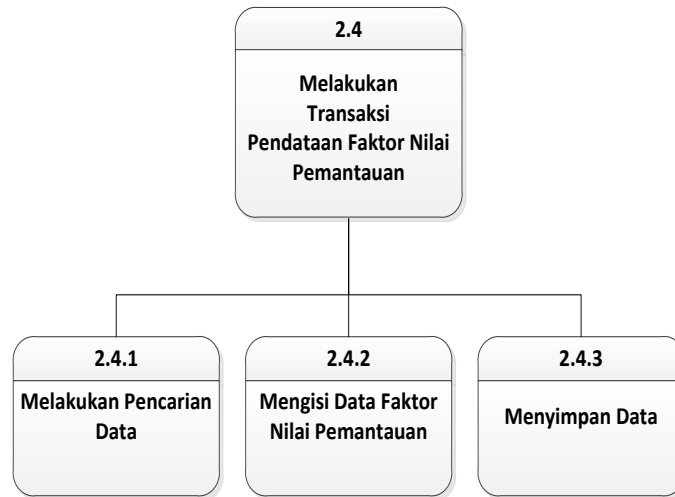 2.4
Melakukan
Transaksi
Pendataan Faktor Nilai
Pemantauan
2.4.1
Melakukan Pencarian
Data
2.4.2
Mengisi Data Faktor
Nilai Pemantauan
2.4.3
Menyimpan Data